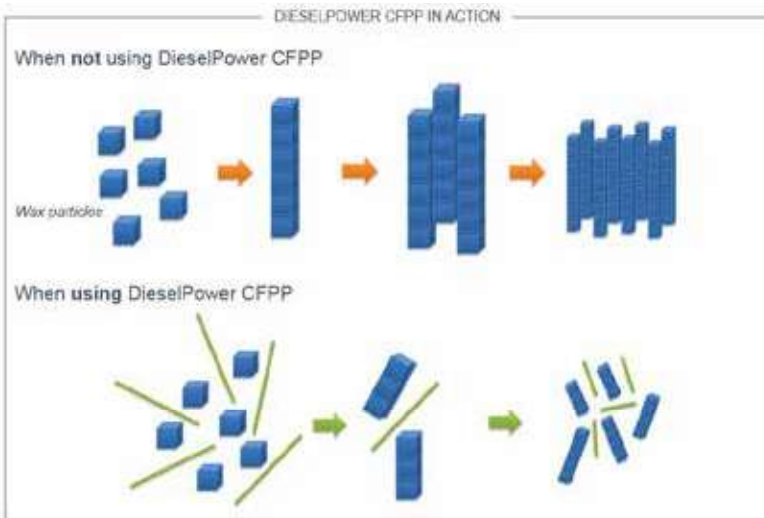 DIESELPOWER CFPP IN ACTION
When not using DieselPower CFPP
Wax particles
When using DieselPower CFPP